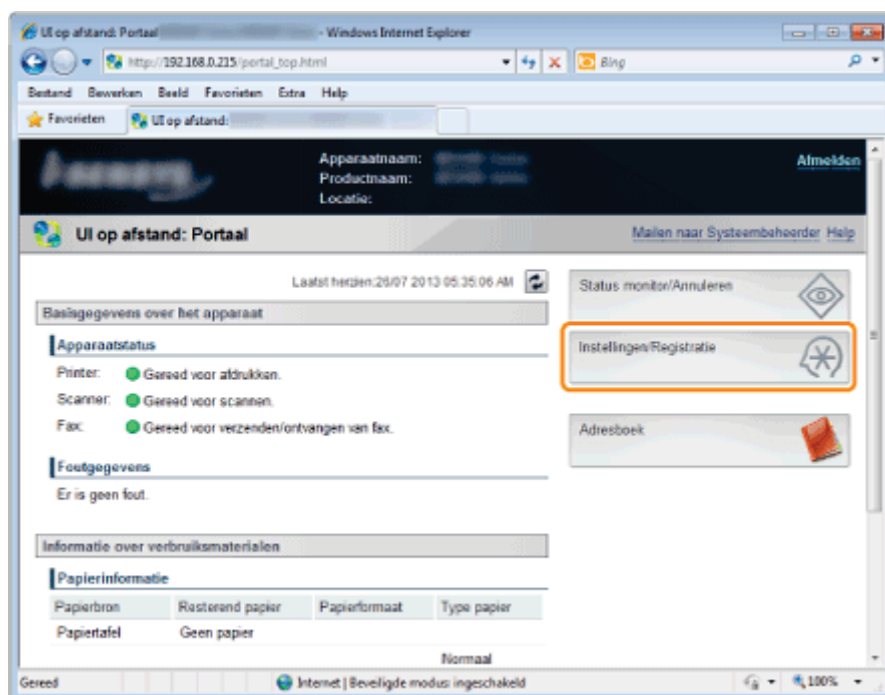 UI op afstand: Portaal - Windows Internet Explorer
http://192.168.0.215/portal_top.html Bing
Bestand Bewerken Beeld Favorieten Extra Help
Favorieten UI op afstand:
Apparaatnaam:
Productnaam:
Locatie:
Afmelden
UI op afstand: Portaal Mailen naar Systeembeheerder Help
Laatst herzien:26/07 2013 05:35:06 AM
Basisgegevens over het apparaat
Apparaatstatus
Printer: Gereed voor afdrukken.
Scanner: Gereed voor scannen.
Fax: Gereed voor verzenden/ontvangen van fax.
Foutgegevens
Er is geen fout.
Informatie over verbruiksmaterialen
Papierinformatie
Papierbron Resterend papier Papierformaat Type papier
Papiertafel Geen papier
Normaal
Status monitor/Annuleren
Instellingen/Registratie
Adresboek
Gereed Internet | Beveiligde modus: ingeschakeld 100%